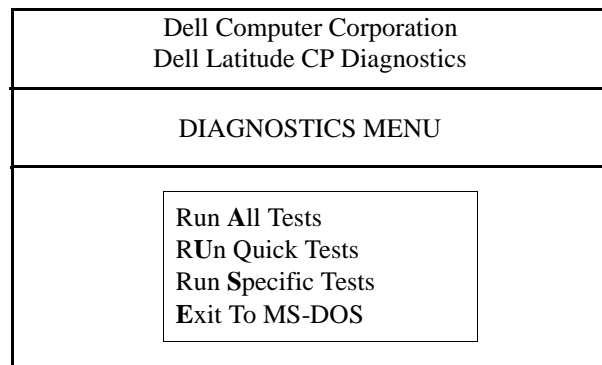 Dell Computer Corporation
Dell Latitude CP Diagnostics
DIAGNOSTICS MENU
Run All Tests
RUn Quick Tests
Run Specific Tests
Exit To MS-DOS